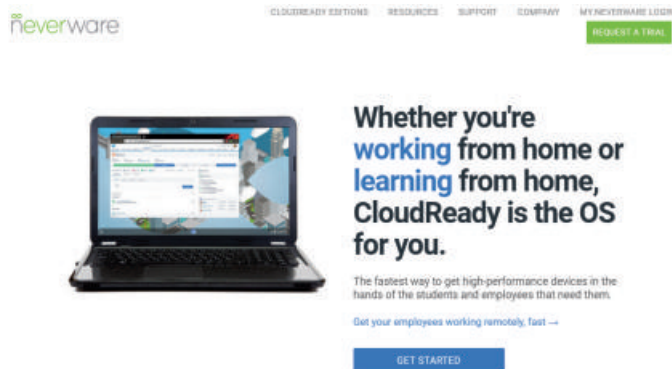 neverware
CLOUDREADY EDITIONS RESOURCES SUPPORT COMPANY MY.NEVERWARE LOGIN
REQUEST A TRIAL
Whether you're
working from home or
learning from home,
CloudReady is the OS
for you.
The fastest way to get high-performance devices in the
hands of the students and employees that need them.
Get your employees working remotely, fast →
GET STARTED